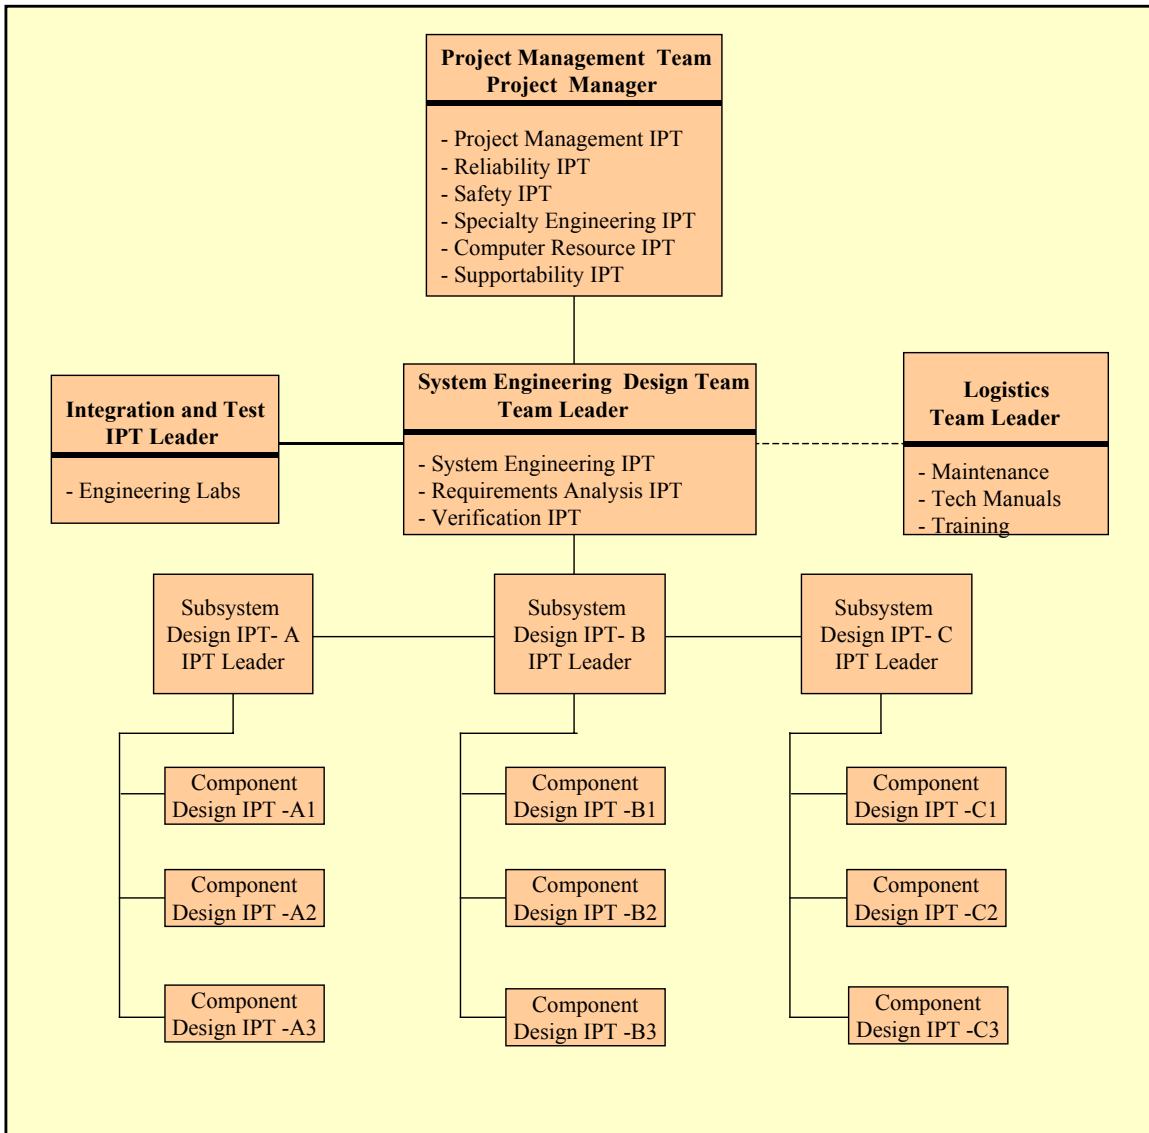 Project Management Team
Project Manager
- Project Management IPT
- Reliability IPT
- Safety IPT
- Specialty Engineering IPT
- Computer Resource IPT
- Supportability IPT
Integration and Test
IPT Leader
- Engineering Labs
System Engineering Design Team
Team Leader
- System Engineering IPT
- Requirements Analysis IPT
- Verification IPT
Logistics
Team Leader
- Maintenance
- Tech Manuals
- Training
Subsystem
Design IPT- A
IPT Leader
Subsystem
Design IPT- B
IPT Leader
Subsystem
Design IPT- C
IPT Leader
Component
Design IPT -A1
Component
Design IPT -B1
Component
Design IPT -C1
Component
Design IPT -A2
Component
Design IPT -B2
Component
Design IPT -C2
Component
Design IPT -A3
Component
Design IPT -B3
Component
Design IPT -C3